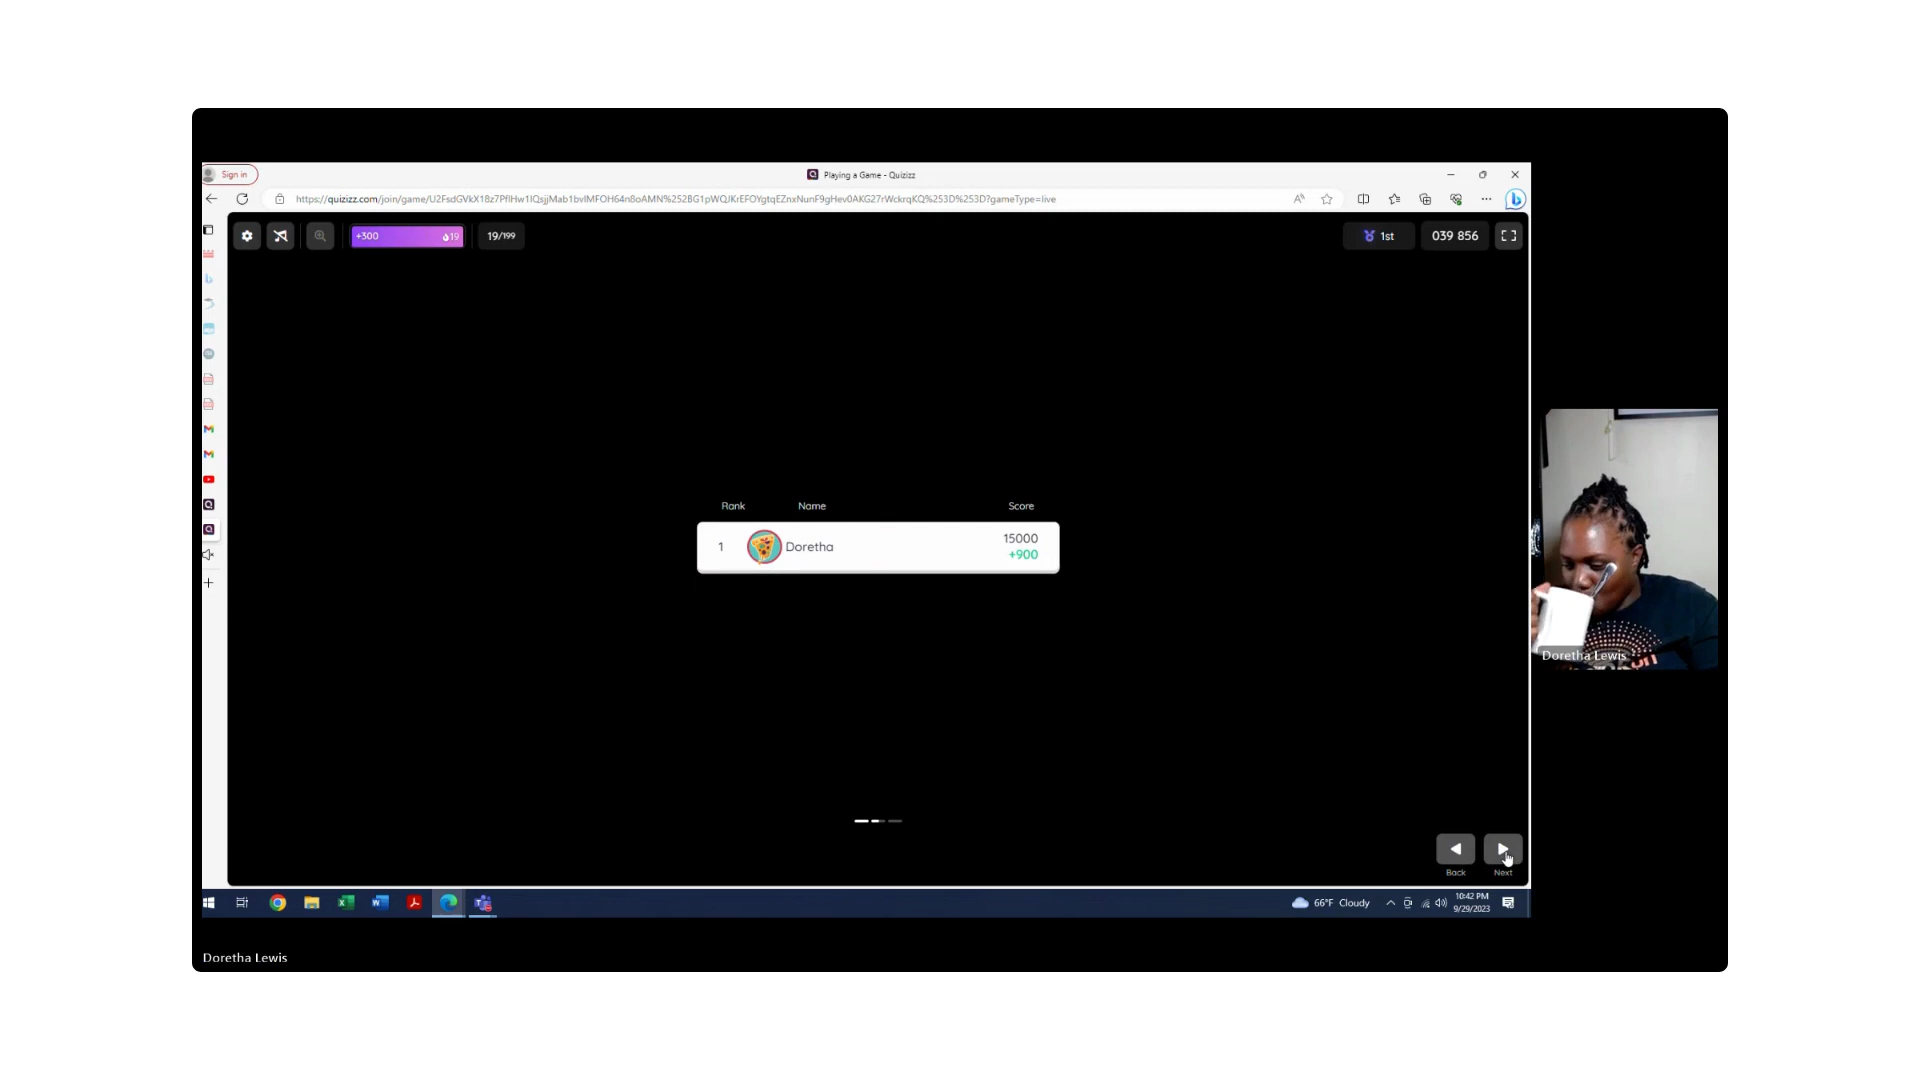 Sign in
Playing a Game - Quizizz
+300
19
19/199
1st
039 856
Rank Name Score
1 Doretha 15000
+900
Back Next
66°F Cloudy
10:42 PM
9/29/2023
Doretha Lewis
Doretha Lewis